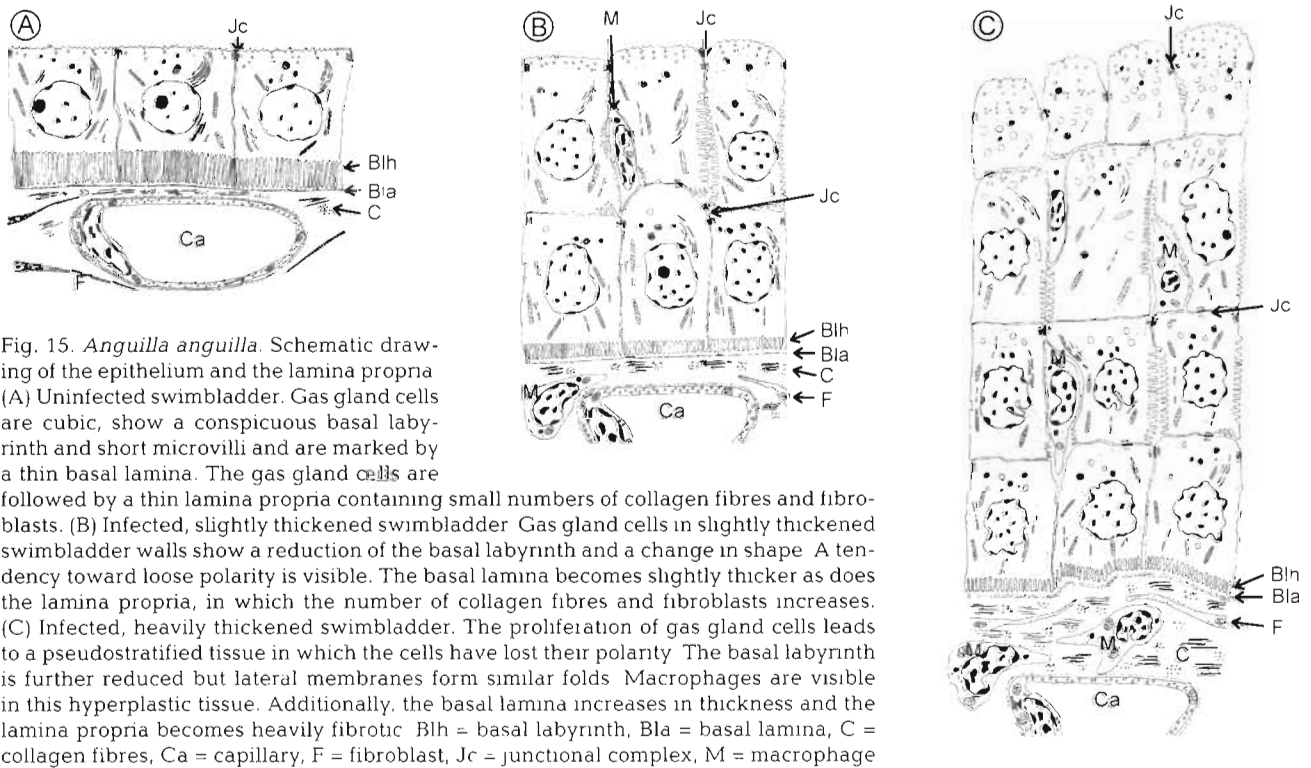 A
Jc
Blh
Bla
C
Ca
F
B
M
Jc
Jc
Blh
Bla
C
F
M
Ca
C
Jc
M
Jc
M
Blh
Bla
F
M
C
Ca
Fig. 15. Anguilla anguilla. Schematic draw-
ing of the epithelium and the lamina propria
(A) Uninfected swimbladder. Gas gland cells
are cubic, show a conspicuous basal laby-
rinth and short microvilli and are marked by
a thin basal lamina. The gas gland cells are
followed by a thin lamina propria containing small numbers of collagen fibres and fibro-
blasts. (B) Infected, slightly thickened swimbladder Gas gland cells in slightly thickened
swimbladder walls show a reduction of the basal labyrinth and a change in shape A ten-
dency toward loose polarity is visible. The basal lamina becomes slightly thicker as does
the lamina propria, in which the number of collagen fibres and fibroblasts increases.
(C) Infected, heavily thickened swimbladder. The proliferation of gas gland cells leads
to a pseudostratified tissue in which the cells have lost their polarity The basal labyrinth
is further reduced but lateral membranes form similar folds Macrophages are visible
in this hyperplastic tissue. Additionally, the basal lamina increases in thickness and the
lamina propria becomes heavily fibrotic Blh = basal labyrinth, Bla = basal lamina, C =
collagen fibres, Ca = capillary, F = fibroblast, Jc = junctional complex, M = macrophage